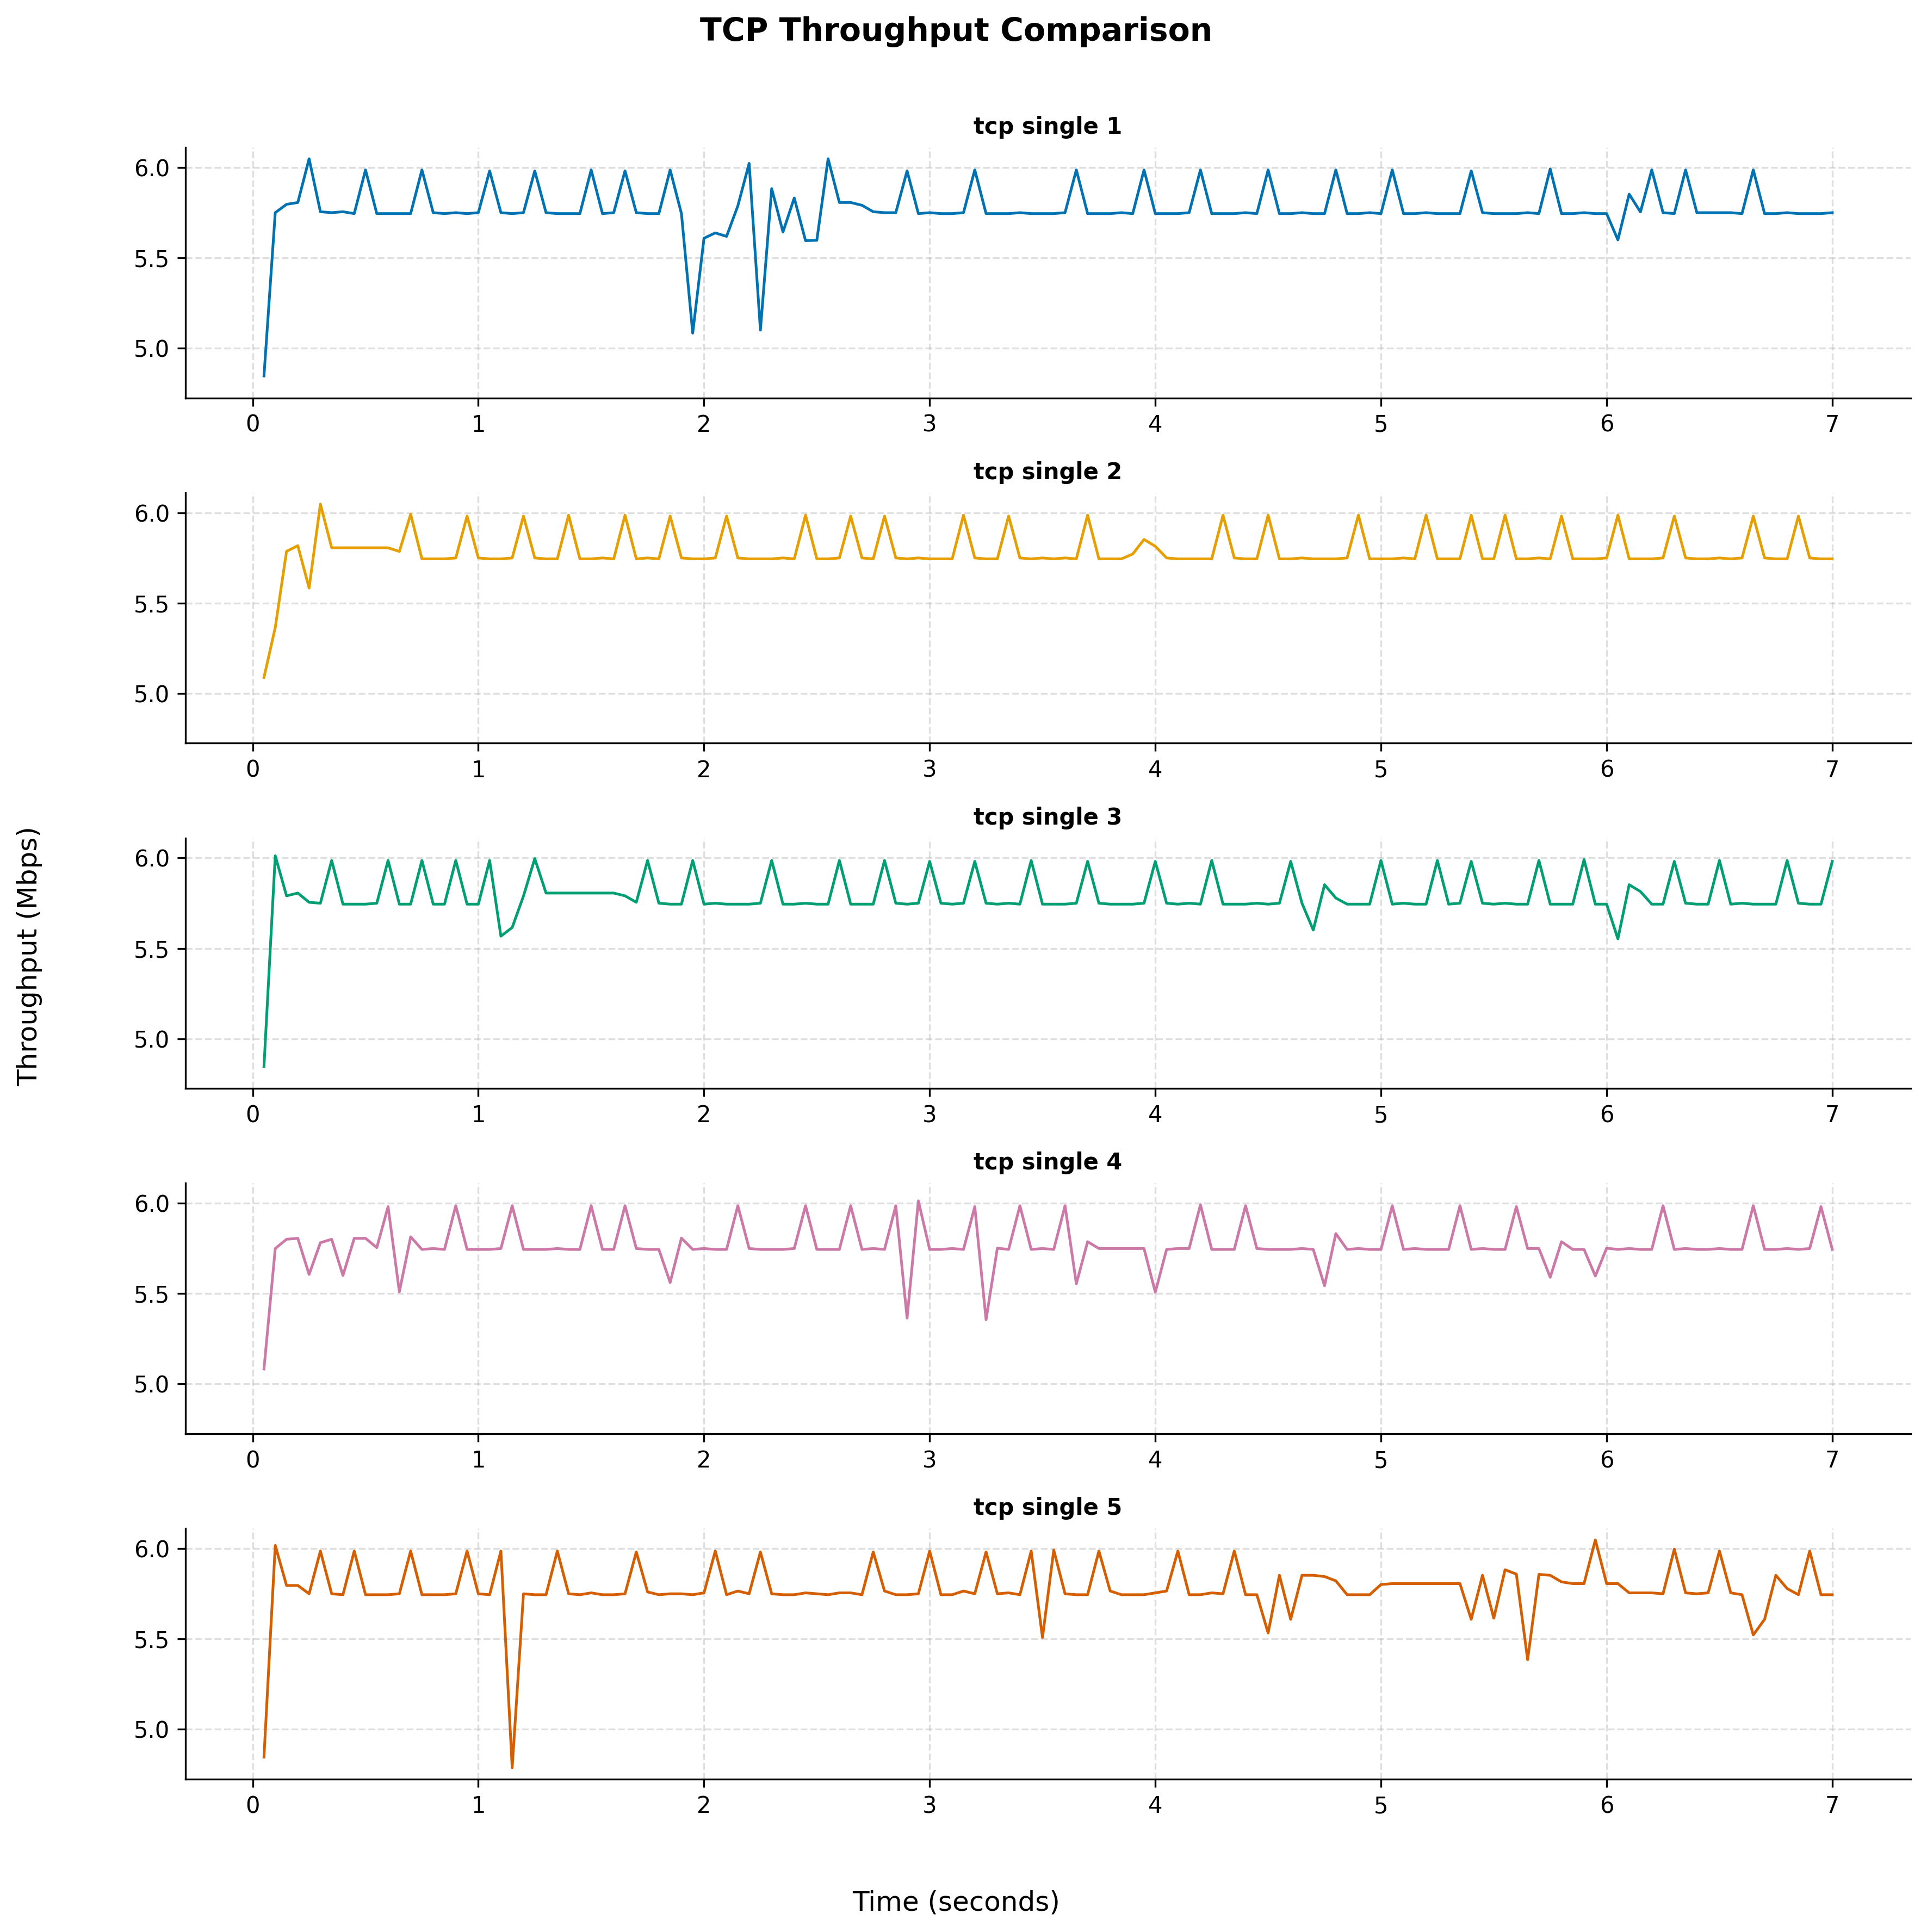 TCP Throughput Comparison
tcp single 1
6.0
5.5
5.0
0 1 2 3 4 5 6 7
tcp single 2
6.0
5.5
5.0
0 1 2 3 4 5 6 7
tcp single 3
6.0
5.5
5.0
0 1 2 3 4 5 6 7
tcp single 4
6.0
5.5
5.0
0 1 2 3 4 5 6 7
tcp single 5
6.0
5.5
5.0
0 1 2 3 4 5 6 7
Throughput (Mbps)
Time (seconds)